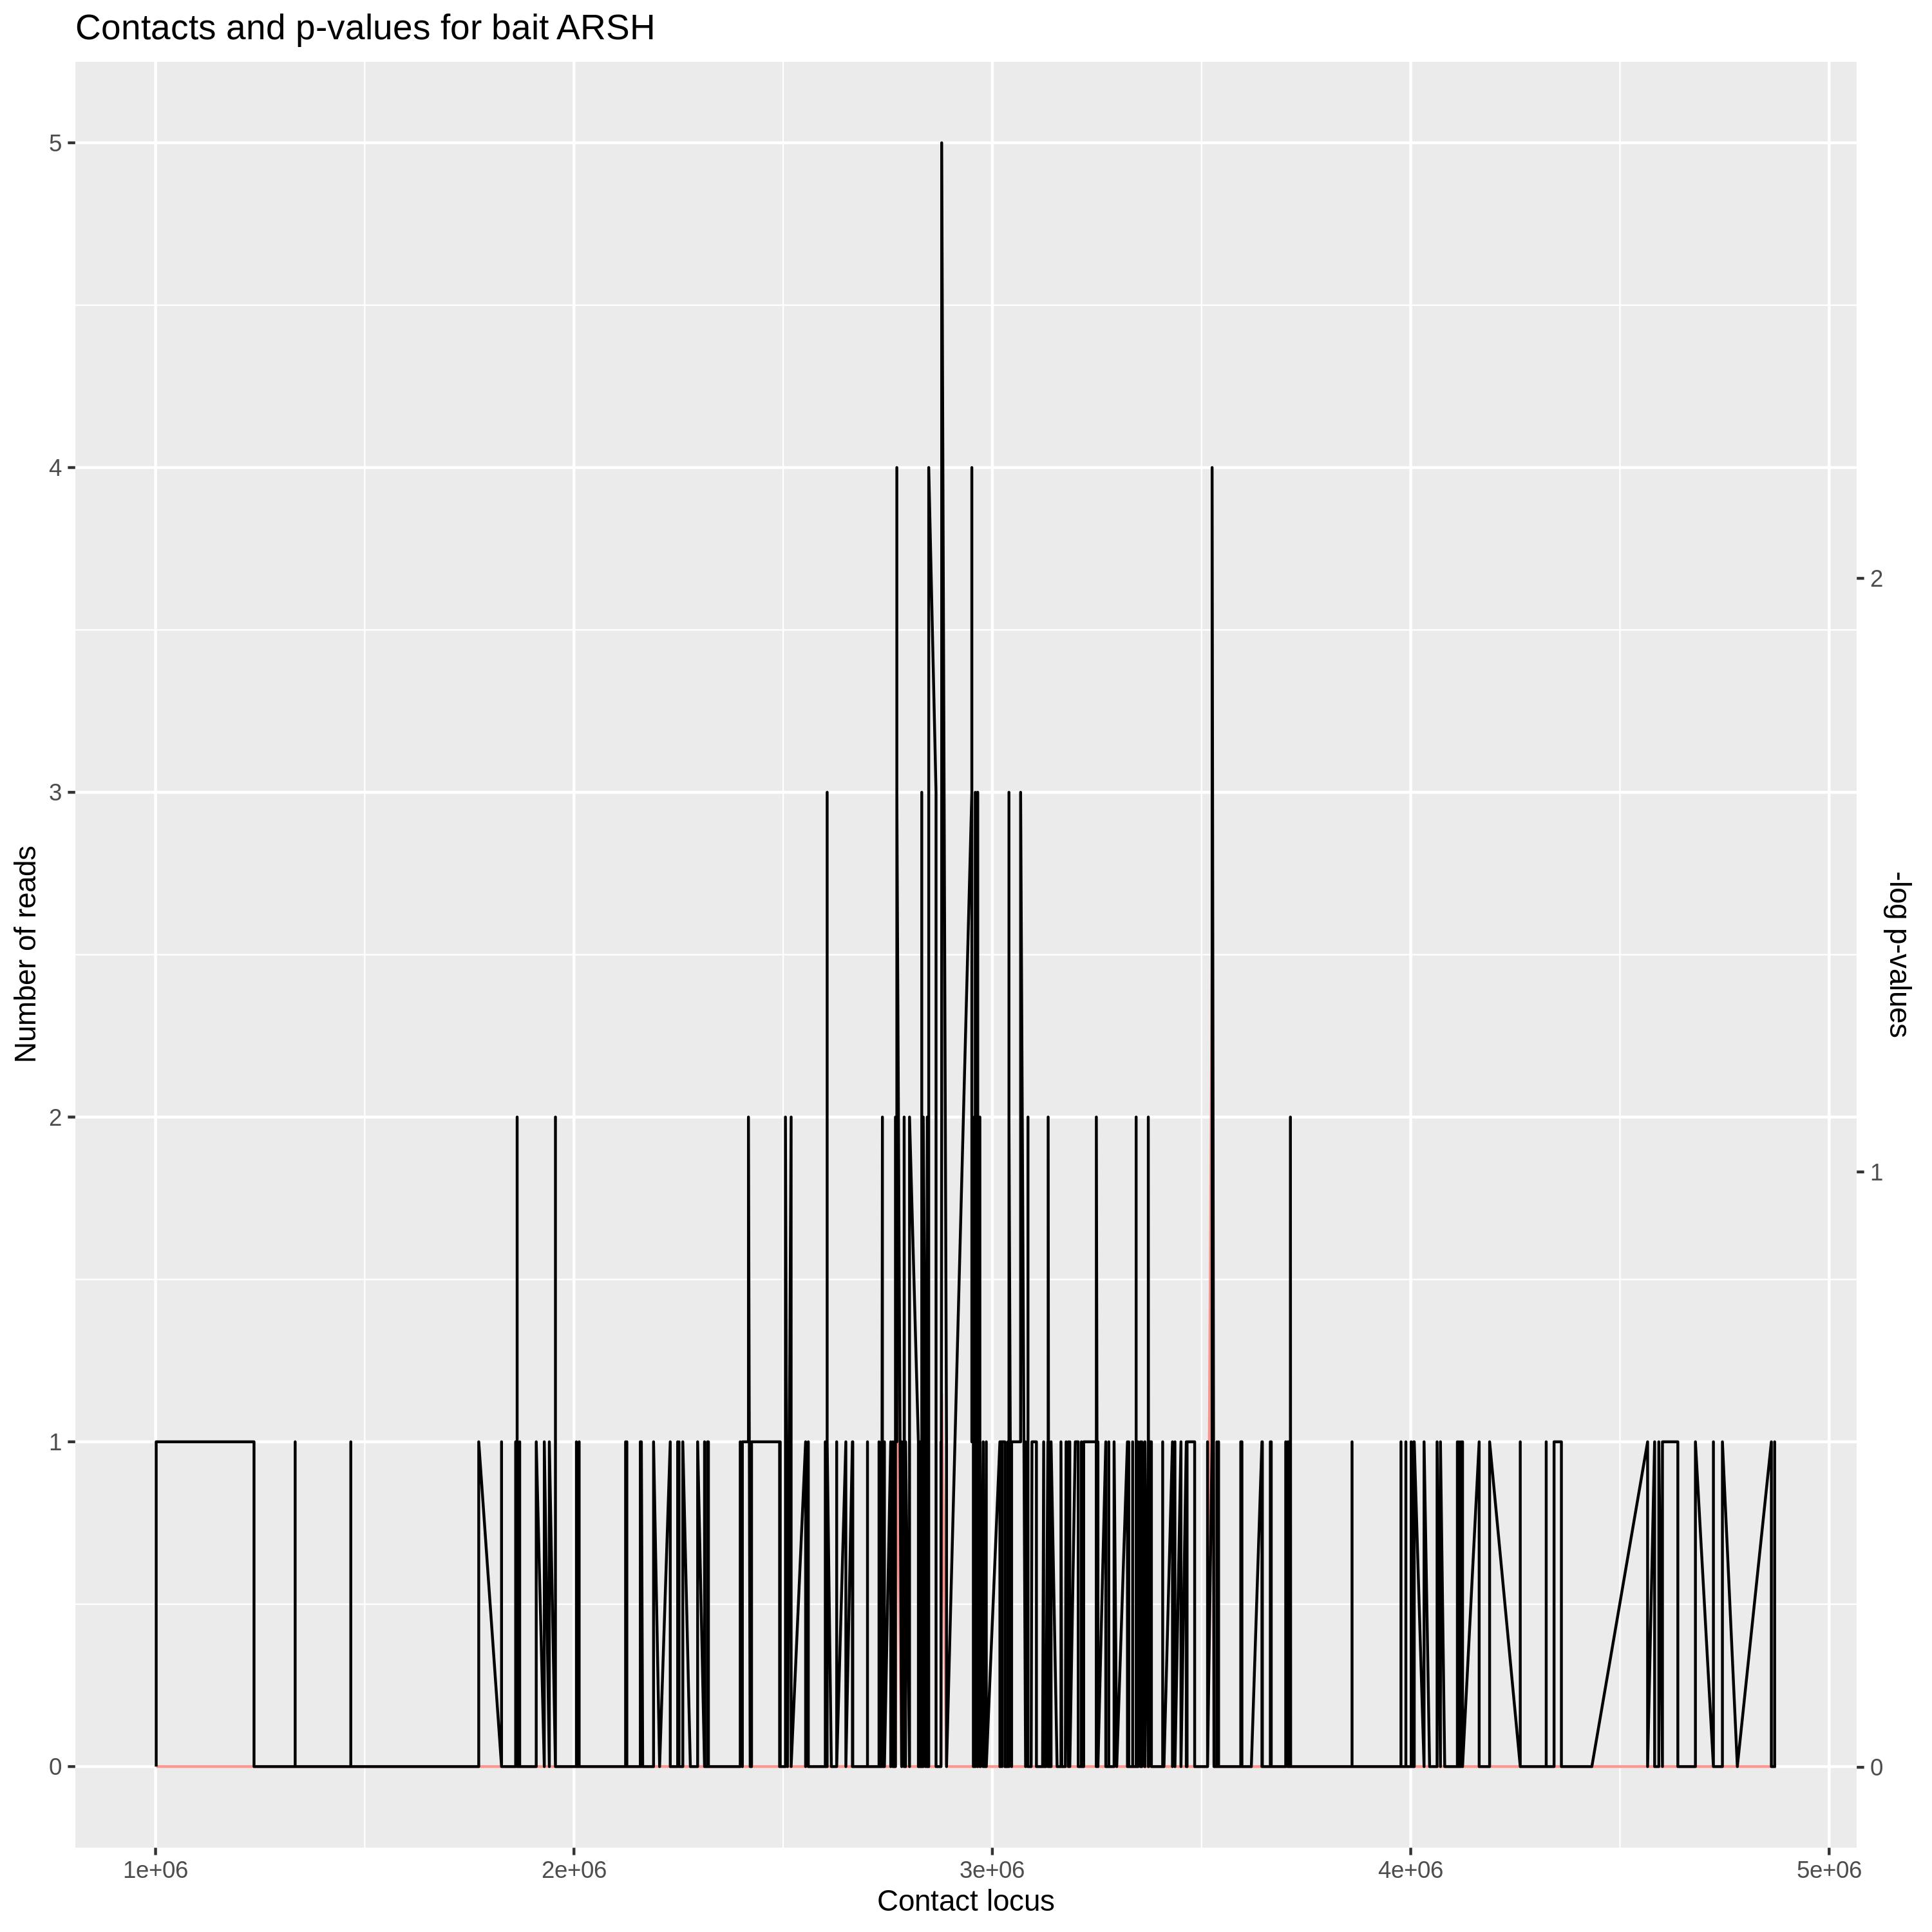 Contacts and p-values for bait ARSH
5
4
3
2
1
0
Number of reads
2
1
0
-log p-values
1e+06 2e+06 3e+06 4e+06 5e+06
Contact locus